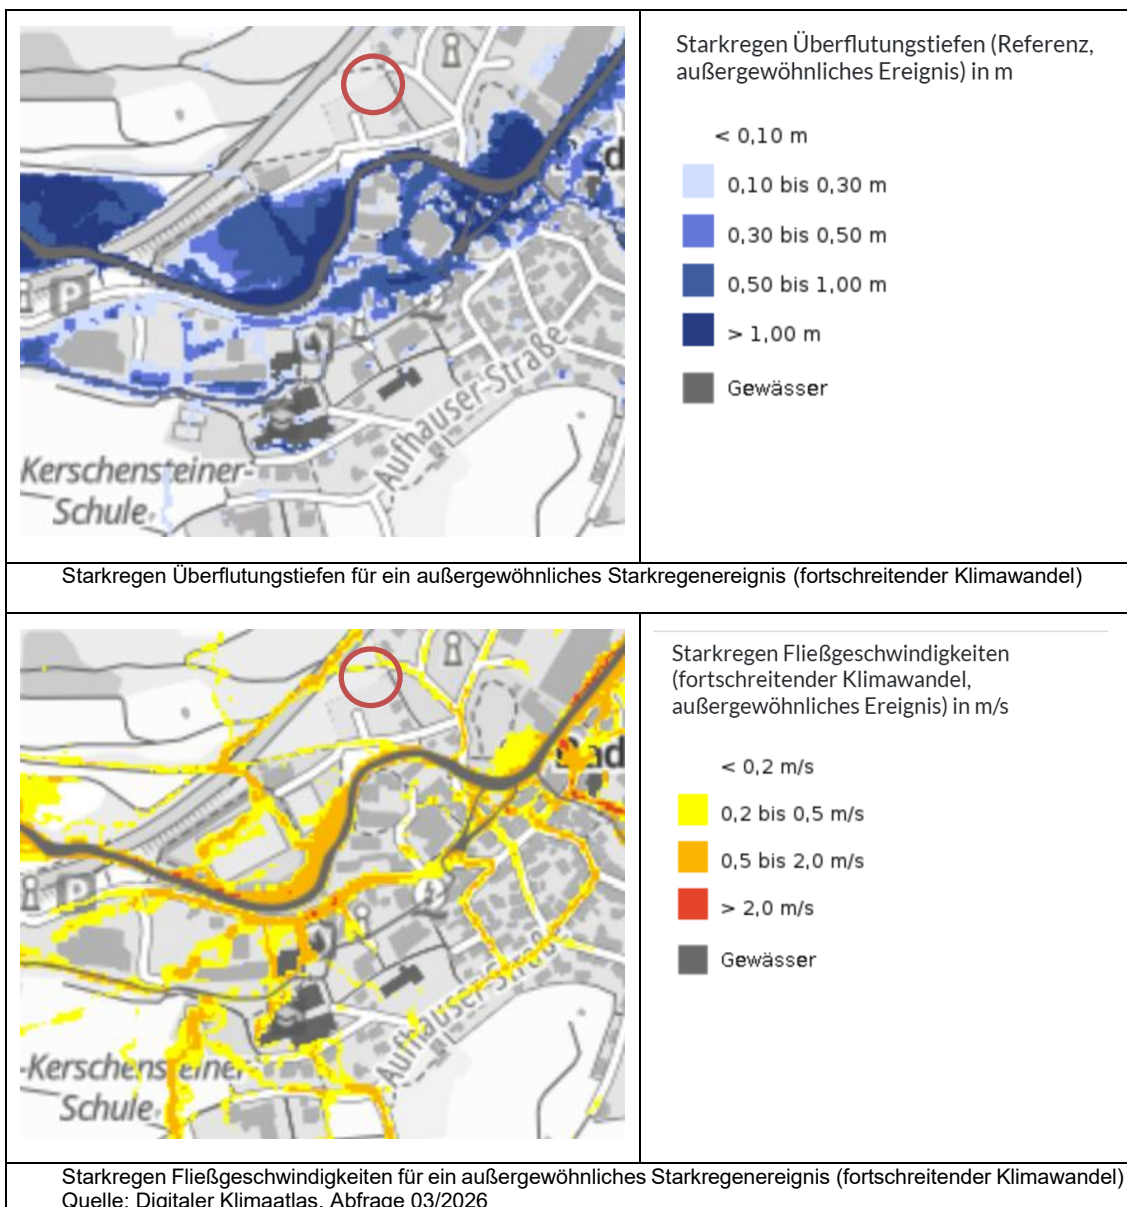 Starkregen Überflutungstiefen (Referenz,
außergewöhnliches Ereignis) in m
< 0,10 m
0,10 bis 0,30 m
0,30 bis 0,50 m
0,50 bis 1,00 m
> 1,00 m
Gewässer
d
P
Aufhauser-Straße
Kerschensteiner-
Schule
Starkregen Überflutungstiefen für ein außergewöhnliches Starkregenereignis (fortschreitender Klimawandel)
Starkregen Fließgeschwindigkeiten
(fortschreitender Klimawandel,
außergewöhnliches Ereignis) in m/s
< 0,2 m/s
0,2 bis 0,5 m/s
0,5 bis 2,0 m/s
> 2,0 m/s
Gewässer
Bad
P
Aufhauser-Straße
Kerschensteiner-
Schule
Starkregen Fließgeschwindigkeiten für ein außergewöhnliches Starkregenereignis (fortschreitender Klimawandel)
Quelle: Digitaler Klimaatlas, Abfrage 03/2026